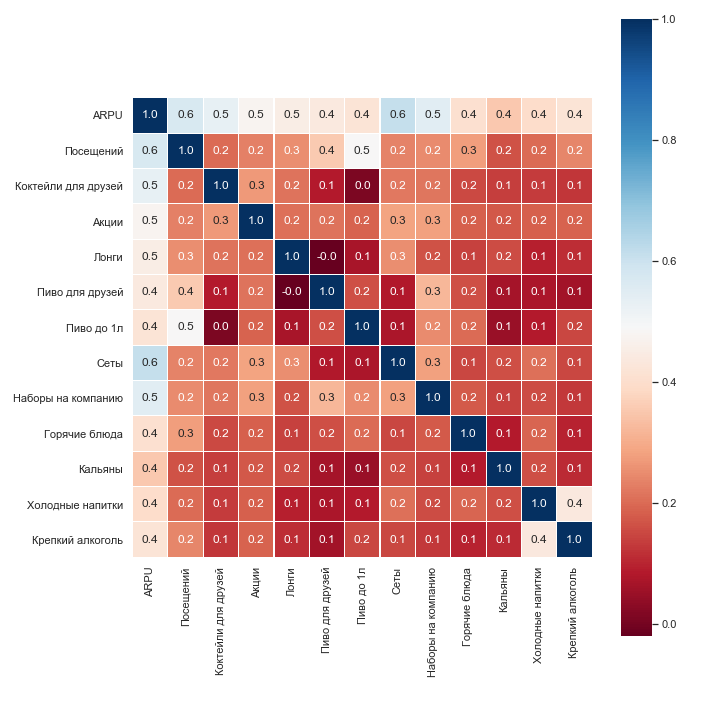 1.0
ARPU 1.0 0.6 0.5 0.5 0.5 0.4 0.4 0.6 0.5 0.4 0.4 0.4 0.4
Посещений 0.6 1.0 0.2 0.2 0.3 0.4 0.5 0.2 0.2 0.3 0.2 0.2 0.2
0.8
Коктейли для друзей 0.5 0.2 1.0 0.3 0.2 0.1 0.0 0.2 0.2 0.2 0.1 0.1 0.1
Акции 0.5 0.2 0.3 1.0 0.2 0.2 0.2 0.3 0.3 0.2 0.2 0.2 0.2
Лонги 0.5 0.3 0.2 0.2 1.0 -0.0 0.1 0.3 0.2 0.1 0.2 0.1 0.1
0.6
Пиво для друзей 0.4 0.4 0.1 0.2 -0.0 1.0 0.2 0.1 0.3 0.2 0.1 0.1 0.1
Пиво до 1л 0.4 0.5 0.0 0.2 0.1 0.2 1.0 0.1 0.2 0.2 0.1 0.1 0.2
Сеты 0.6 0.2 0.2 0.3 0.3 0.1 0.1 1.0 0.3 0.1 0.2 0.2 0.1
0.4
Наборы на компанию 0.5 0.2 0.2 0.3 0.2 0.3 0.2 0.3 1.0 0.2 0.1 0.2 0.1
Горячие блюда 0.4 0.3 0.2 0.2 0.1 0.2 0.2 0.1 0.2 1.0 0.1 0.2 0.1
Кальяны 0.4 0.2 0.1 0.2 0.2 0.1 0.1 0.2 0.1 0.1 1.0 0.2 0.1
0.2
Холодные напитки 0.4 0.2 0.1 0.2 0.1 0.1 0.1 0.2 0.2 0.2 0.2 1.0 0.4
Крепкий алкоголь 0.4 0.2 0.1 0.2 0.1 0.1 0.2 0.1 0.1 0.1 0.1 0.4 1.0
0.0
ARPU
Посещений
Коктейли для друзей
Акции
Лонги
Пиво для друзей
Пиво до 1л
Сеты
Наборы на компанию
Горячие блюда
Кальяны
Холодные напитки
Крепкий алкоголь